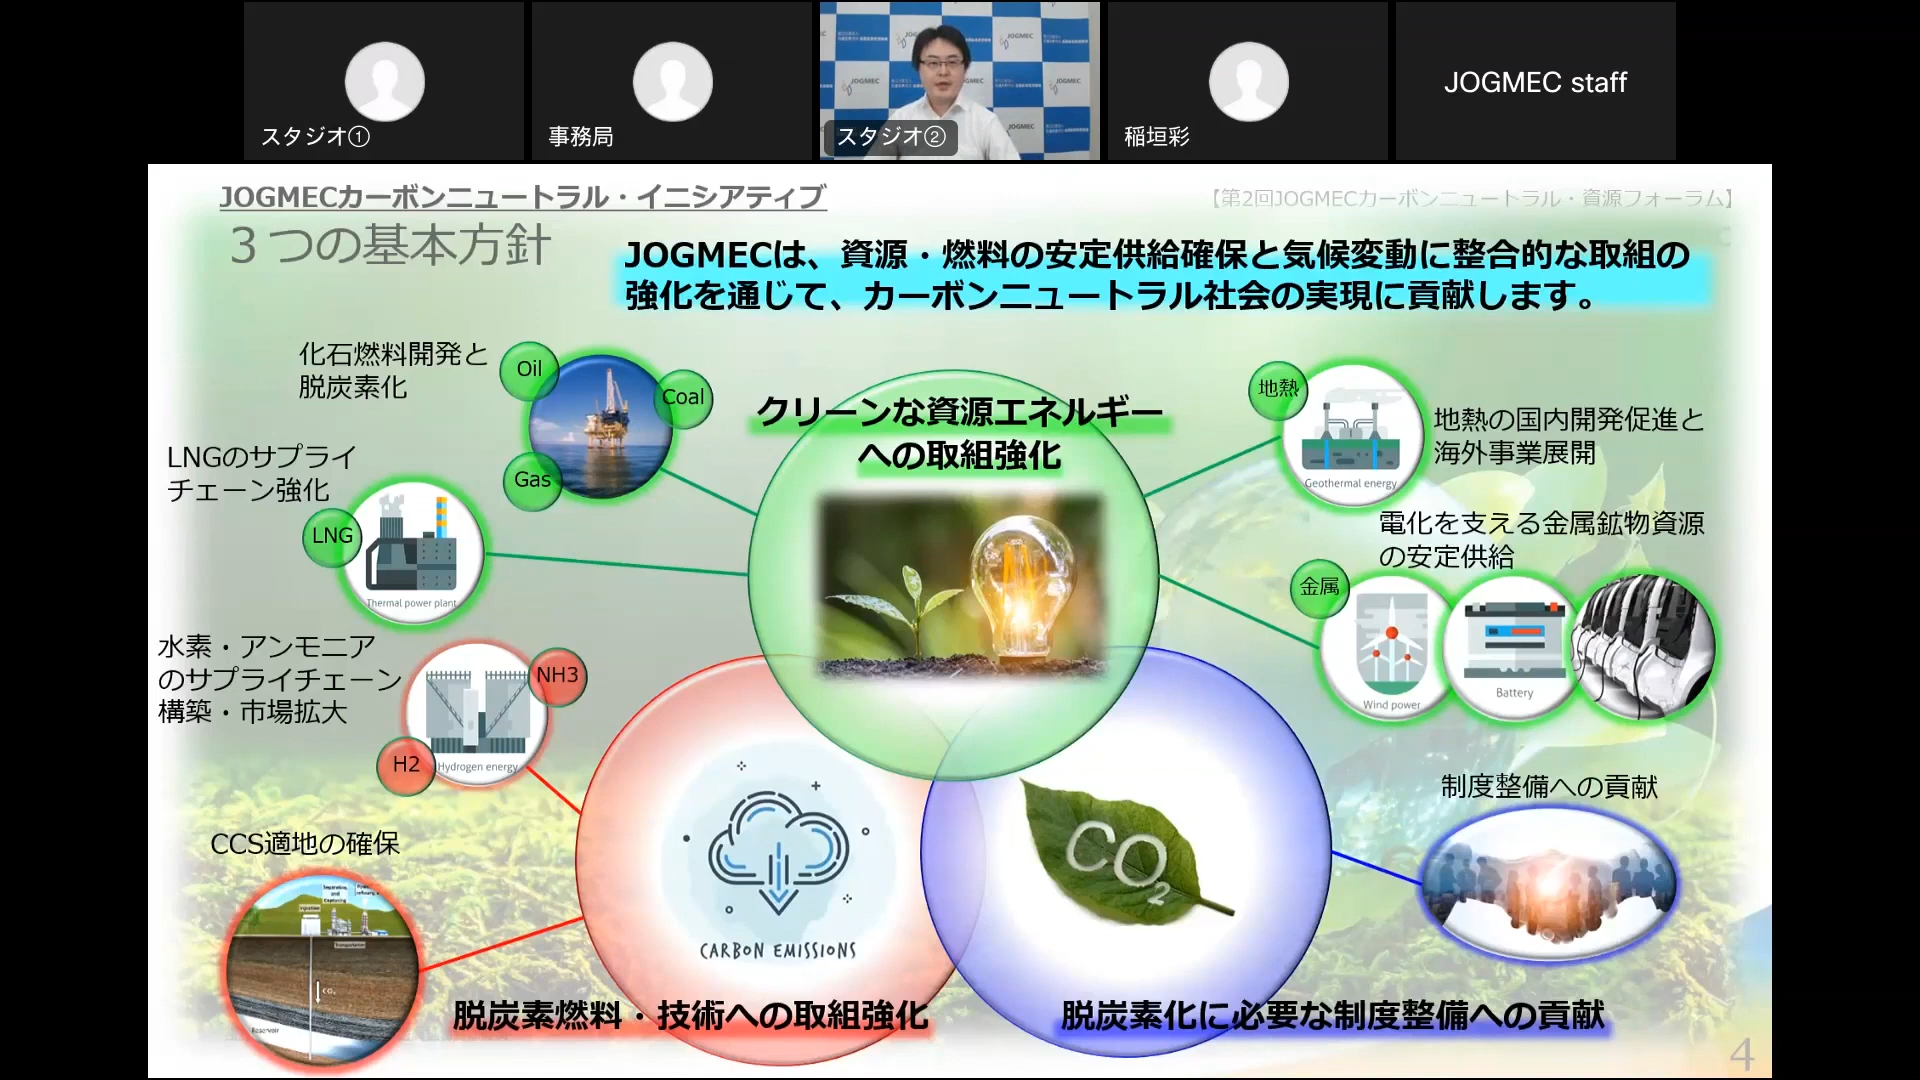 スタジオ①
事務局
スタジオ②
稲垣彩
JOGMEC staff
JOGMEC
JOGMEC
JOGMEC
JOGMEC
JOGMECカーボンニュートラル・イニシアティブ
【第2回JOGMECカーボンニュートラル・資源フォーラム】
３つの基本方針
JOGMECは、資源・燃料の安定供給確保と気候変動に整合的な取組の
強化を通じて、カーボンニュートラル社会の実現に貢献します。
化石燃料開発と
脱炭素化
Oil
Coal
Gas
LNGのサプライ
チェーン強化
LNG
Thermal power plant
水素・アンモニア
のサプライチェーン
構築・市場拡大
NH3
H2
Hydrogen energy
CCS適地の確保
Reservoir
クリーンな資源エネルギー
への取組強化
地熱
Geothermal energy
地熱の国内開発促進と
海外事業展開
電化を支える金属鉱物資源
の安定供給
金属
Wind power
Battery
制度整備への貢献
CARBON EMISSIONS
CO2
脱炭素燃料・技術への取組強化
脱炭素化に必要な制度整備への貢献
4